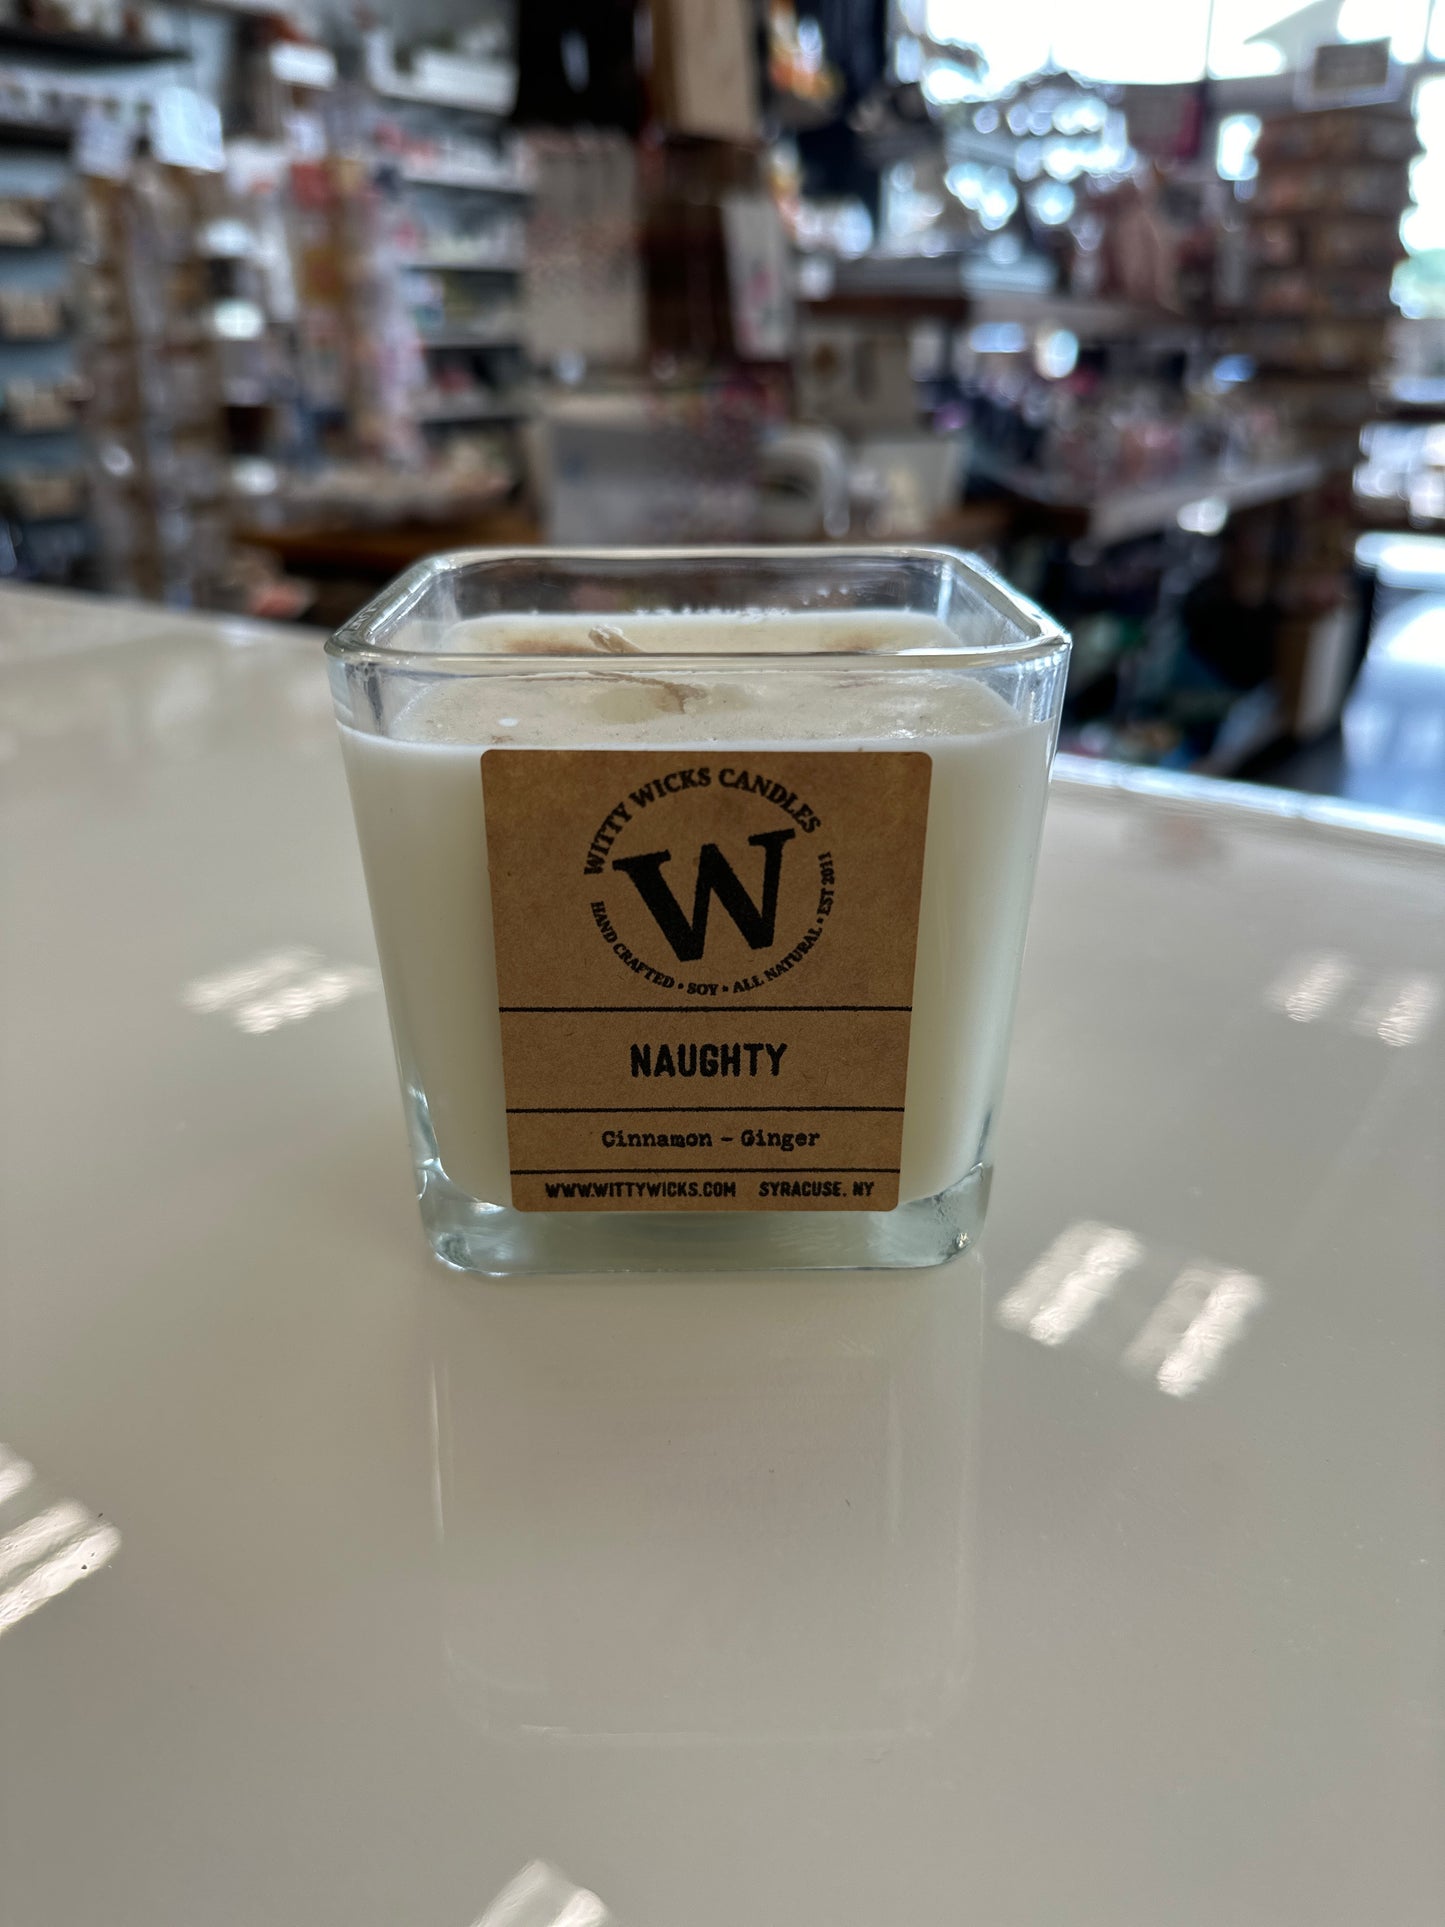 WITTY WICKS CANDLES
W
HAND CRAFTED • SOY • ALL NATURAL • EST 2011
NAUGHTY
Cinnamon - Ginger
WWW.WITTYWICKS.COM SYRACUSE, NY